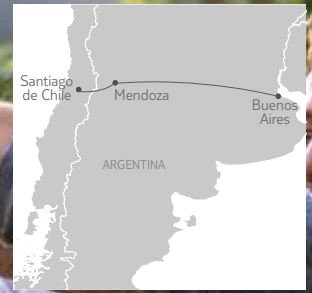 Santiago
de Chile
Mendoza
Buenos
Aires
ARGENTINA